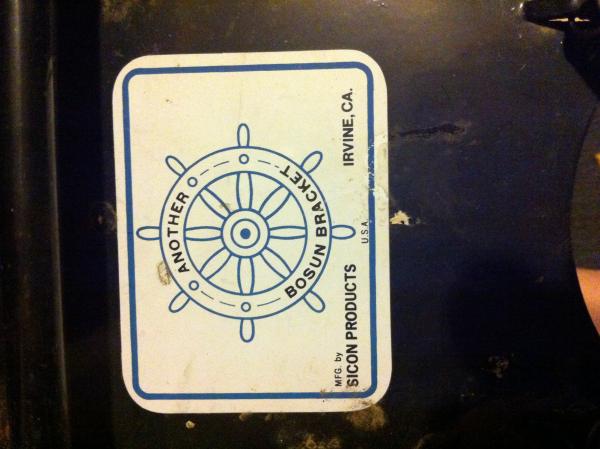 ANOTHER
BOSUN BRACKET
MFG. by
SICON PRODUCTS IRVINE, CA.
U.S.A.